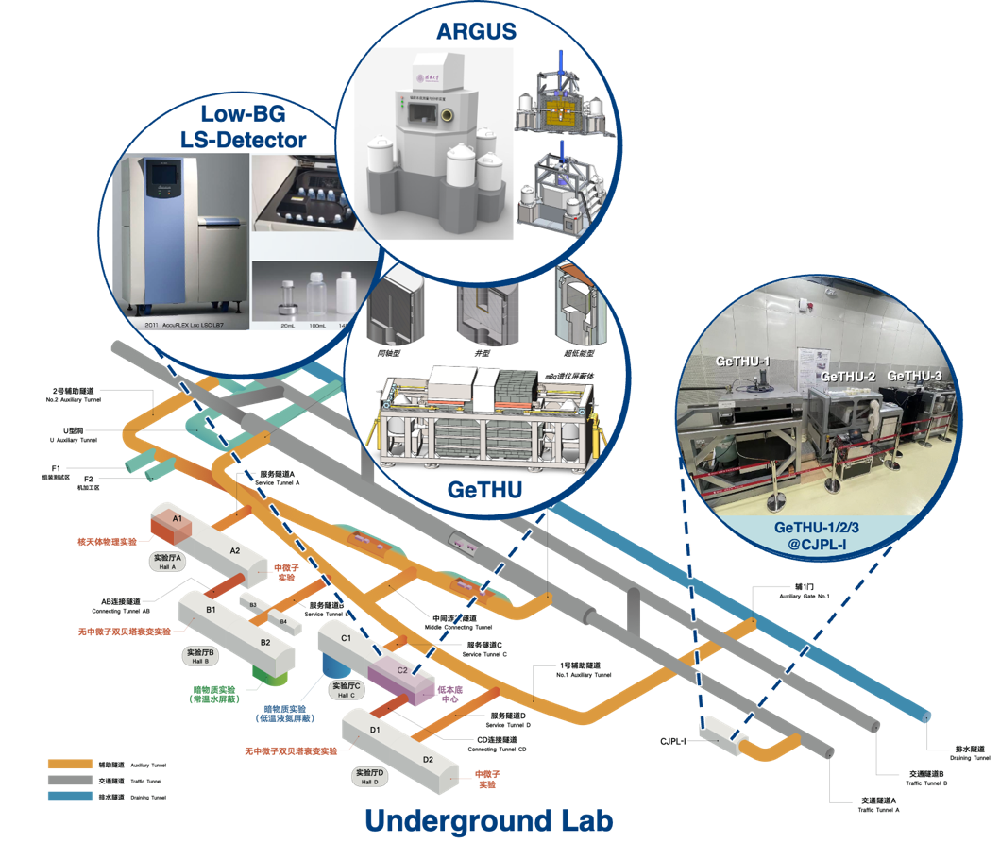 ARGUS
Low-BG
LS-Detector
清华大学
2011 AccuFLEX Lsc LSC-LB7
20mL
100mL
同轴型
井型
超低能型
mBq谱仪屏蔽体
GeTHU
GeTHU-1
GeTHU-2
GeTHU-3
GeTHU-1/2/3
@CJPL-I
2号辅助隧道
No.2 Auxiliary Tunnel
U型洞
U Auxiliary Tunnel
F1
组装测试区
F2
机加工区
服务隧道A
Service Tunnel A
A1
核天体物理实验
A2
实验厅A
Hall A
中微子
实验
AB连接隧道
Connecting Tunnel AB
服务隧道B
Service Tunnel
B3
B4
B1
无中微子双贝塔衰变实验
B2
实验厅B
Hall B
暗物质实验
（常温水屏蔽）
中间连接隧道
Middle Connecting Tunnel
服务隧道C
Service Tunnel C
C1
C2
实验厅C
Hall C
低本底
中心
暗物质实验
（低温液氮屏蔽）
1号辅助隧道
No.1 Auxiliary Tunnel
辅1门
Auxiliary Gate No.1
服务隧道D
Service Tunnel D
CD连接隧道
Connecting Tunnel CD
D1
无中微子双贝塔衰变实验
D2
实验厅D
Hall D
中微子
实验
CJPL-I
排水隧道
Draining Tunnel
交通隧道B
Traffic Tunnel B
交通隧道A
Traffic Tunnel A
辅助隧道 Auxiliary Tunnel
交通隧道 Traffic Tunnel
排水隧道 Draining Tunnel
Underground Lab